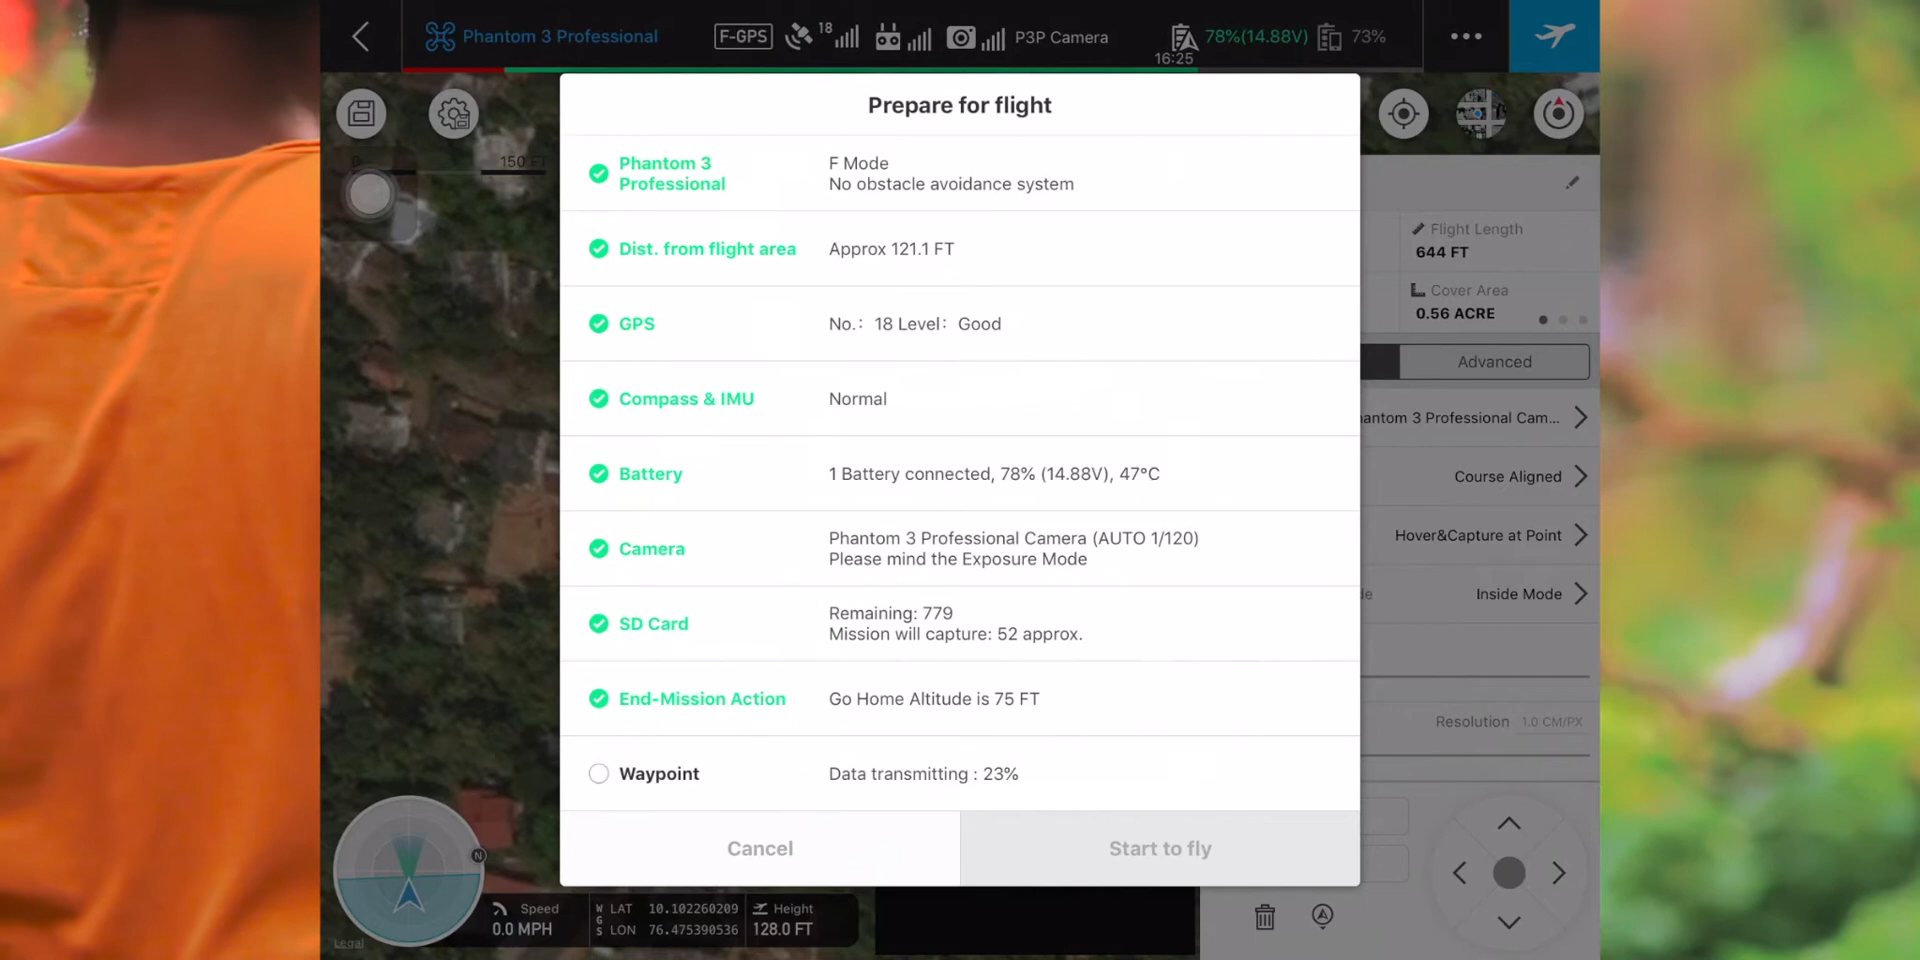 Phantom 3 Professional
F-GPS
18
P3P Camera
16:25
78%(14.88V)
73%
0
150 FT
Prepare for flight
Phantom 3
Professional
F Mode
No obstacle avoidance system
Dist. from flight area
Approx 121.1 FT
GPS
No.: 18 Level: Good
Compass & IMU
Normal
Battery
1 Battery connected, 78% (14.88V), 47°C
Camera
Phantom 3 Professional Camera (AUTO 1/120)
Please mind the Exposure Mode
SD Card
Remaining: 779
Mission will capture: 52 approx.
End-Mission Action
Go Home Altitude is 75 FT
Waypoint
Data transmitting : 23%
Cancel
Start to fly
Flight Length
644 FT
Cover Area
0.56 ACRE
Advanced
hantom 3 Professional Cam...
Course Aligned
Hover&Capture at Point
Inside Mode
Resolution 1.0 CM/PX
N
Speed
0.0 MPH
WGS
LAT 10.102260209
LON 76.475390536
Height
128.0 FT
Legal